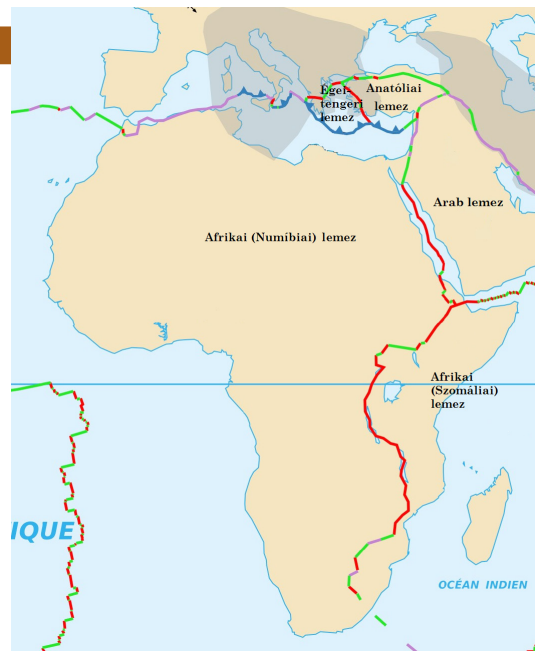 Égei-
tengeri
lemez
Anatóliai
lemez
Arab lemez
Afrikai (Numíbiai) lemez
Afrikai
(Szomáliai)
lemez
IQUE
OCÉAN INDIEN